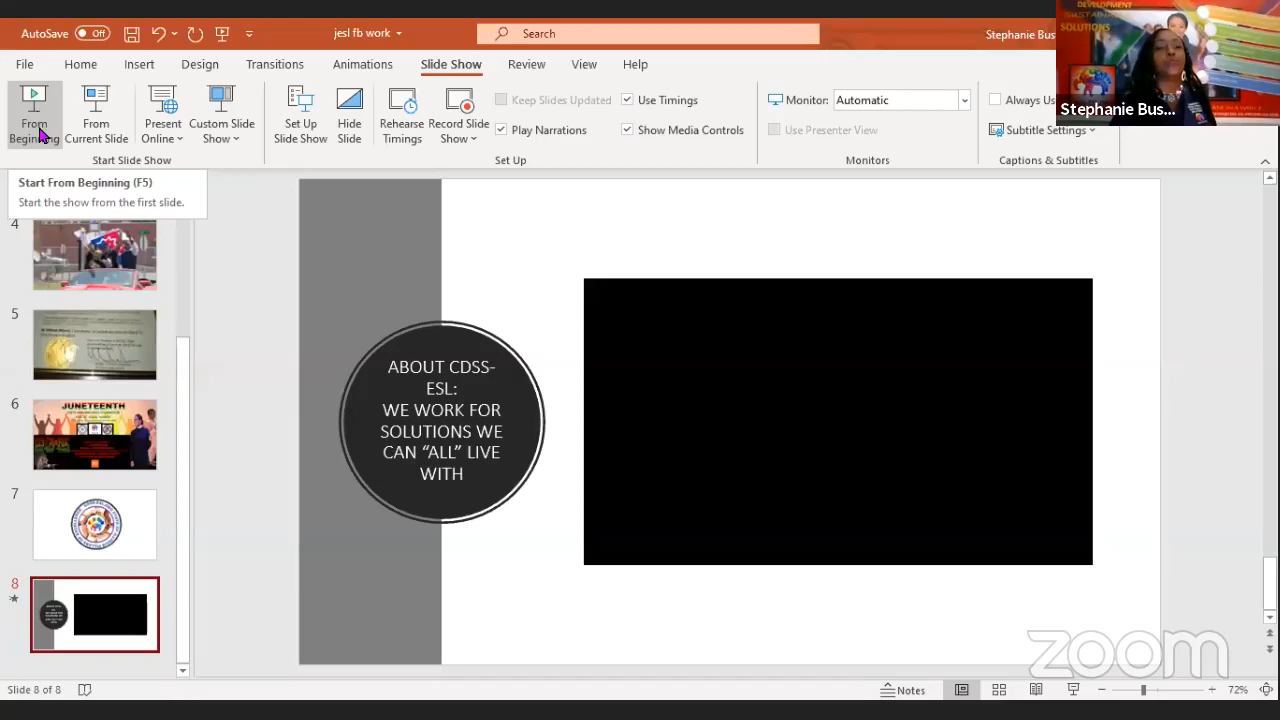 AutoSave Off
jesl fb work
Search
Stephanie Bus
DEVELOPMENT
SOLUTIONS
Stephanie Bus...
File Home Insert Design Transitions Animations Slide Show Review View Help
From Beginning
From Current Slide
Present Online
Custom Slide Show
Start Slide Show
Set Up Slide Show
Hide Slide
Rehearse Timings
Record Slide Show
Keep Slides Updated
Play Narrations
Use Timings
Show Media Controls
Set Up
Monitor: Automatic
Use Presenter View
Monitors
Always Us
Subtitle Settings
Captions & Subtitles
Start From Beginning (F5)
Start the show from the first slide.
4
5
6
JUNETEENTH
7
8
ABOUT CDSS-
ESL:
WE WORK FOR
SOLUTIONS WE
CAN “ALL” LIVE
WITH
zoom
Slide 8 of 8
Notes
72%